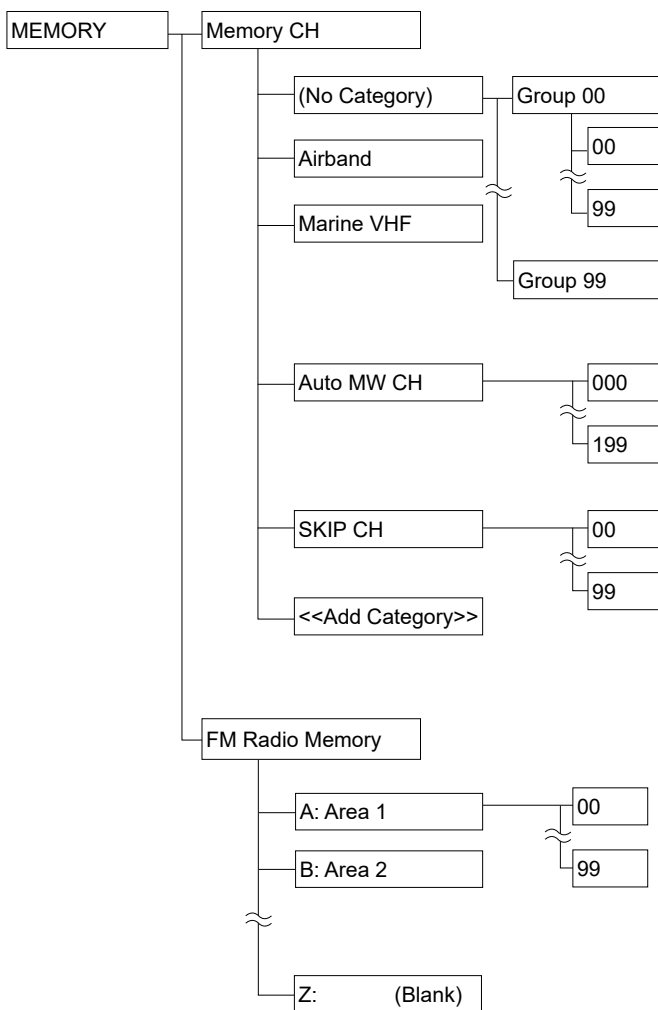 MEMORY
Memory CH
(No Category)
Group 00
00
Airband
99
Marine VHF
Group 99
Auto MW CH
000
199
SKIP CH
00
99
<<Add Category>>
FM Radio Memory
A: Area 1
00
B: Area 2
99
Z: (Blank)